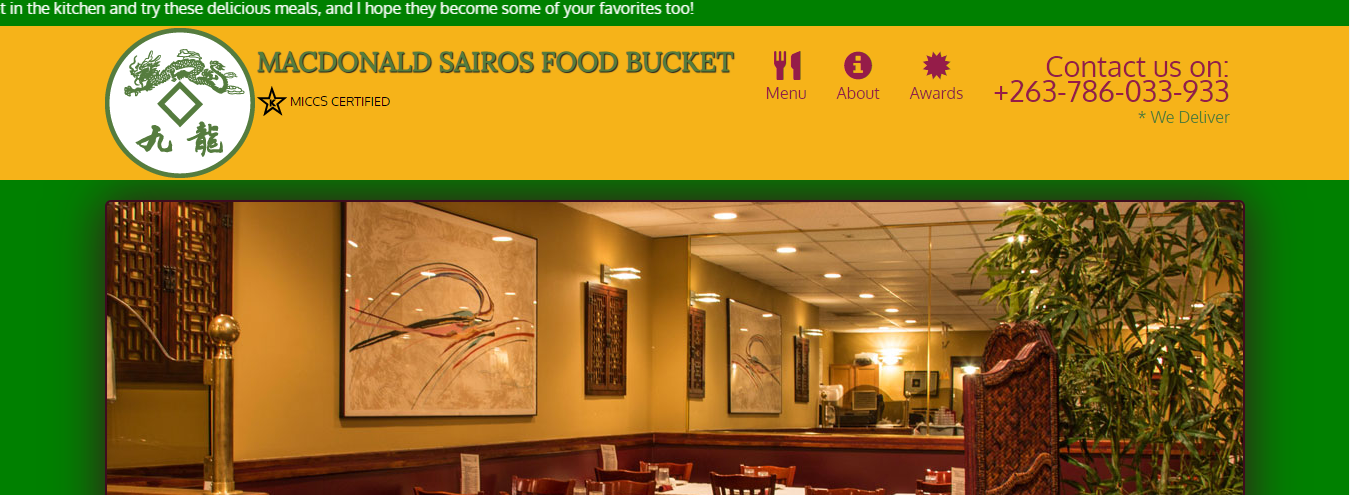 t in the kitchen and try these delicious meals, and I hope they become some of your favorites too!
MACDONALD SAIROS FOOD BUCKET
K MICCS CERTIFIED
九龍
Menu
About
Awards
Contact us on:
+263-786-033-933
* We Deliver